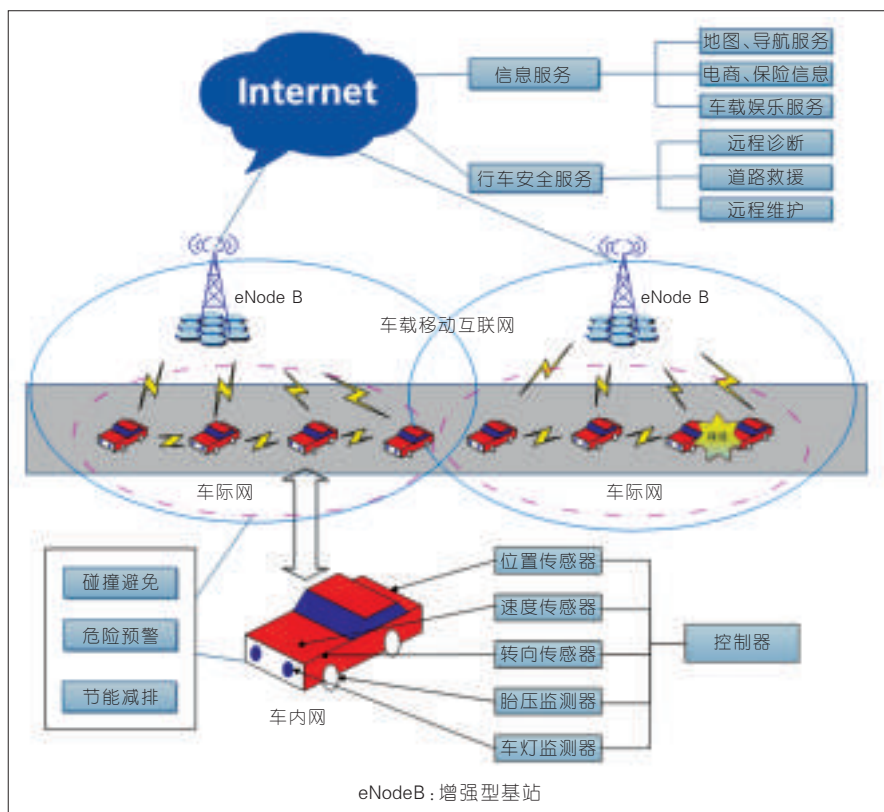 Internet
信息服务
地图、导航服务
电商、保险信息
车载娱乐服务
行车安全服务
远程诊断
道路救援
远程维护
eNode B
eNode B
车载移动互联网
车际网
车际网
碰撞避免
危险预警
节能减排
车内网
位置传感器
速度传感器
转向传感器
胎压监测器
车灯监测器
控制器
eNodeB：增强型基站